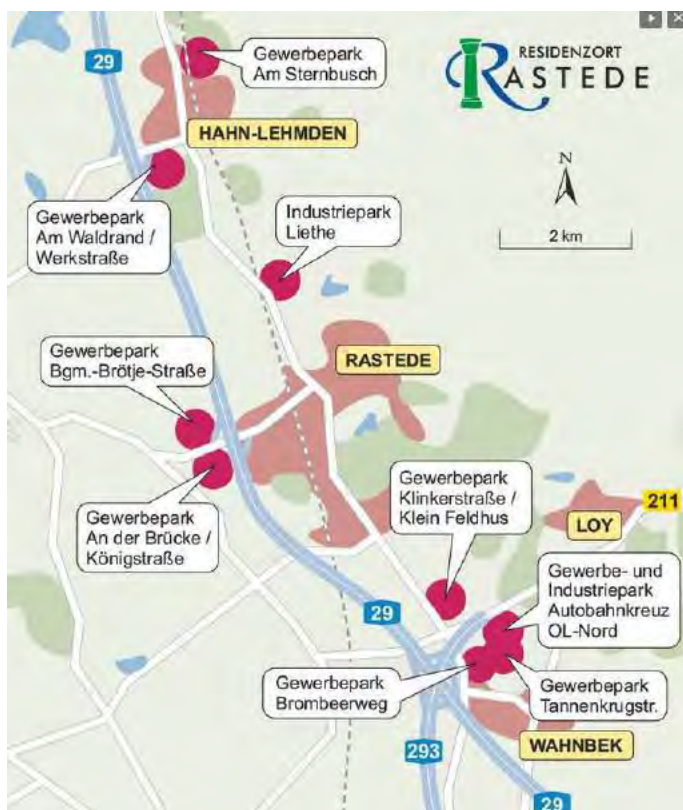 29
Gewerbepark
Am Sternbusch
RESIDENZORT
RASTEDE
HAHN-LEHMDEN
N
2 km
Gewerbepark
Am Waldrand /
Werkstraße
Industriepark
Liethe
Gewerbepark
Bgm.-Brötje-Straße
RASTEDE
Gewerbepark
An der Brücke /
Königstraße
Gewerbepark
Klinkerstraße /
Klein Feldhus
211
LOY
Gewerbe- und
Industriepark
Autobahnkreuz
OL-Nord
29
Gewerbepark
Brombeerweg
Gewerbepark
Tannenkrugstr.
WAHNBEK
293
29